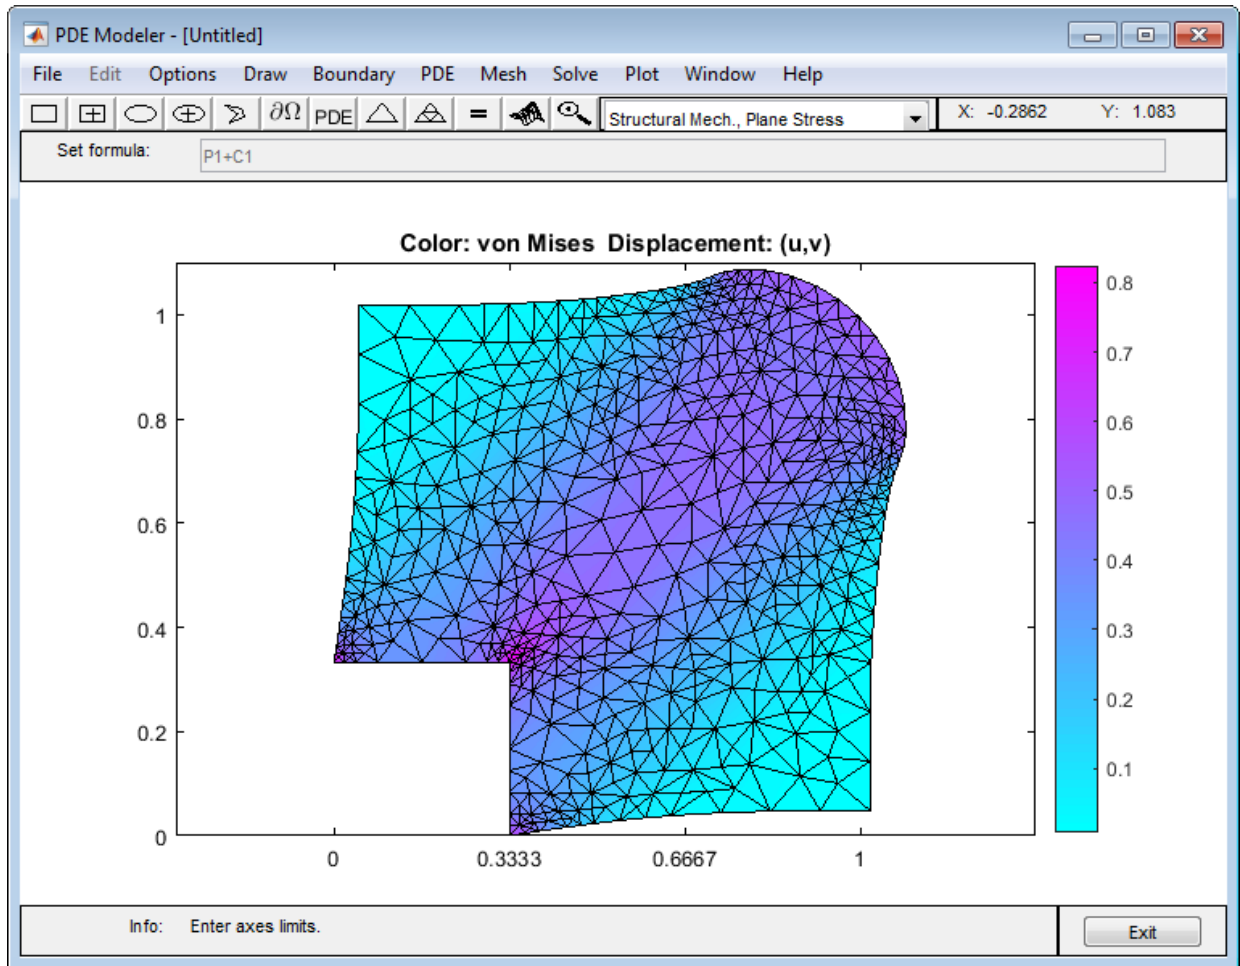 PDE Modeler - [Untitled]
File Edit Options Draw Boundary PDE Mesh Solve Plot Window Help
∂Ω PDE = Structural Mech., Plane Stress X: -0.2862 Y: 1.083
Set formula: P1+C1
Color: von Mises Displacement: (u,v)
1
0.8
0.6
0.4
0.2
0
0 0.3333 0.6667 1
0.8
0.7
0.6
0.5
0.4
0.3
0.2
0.1
Info: Enter axes limits.
Exit